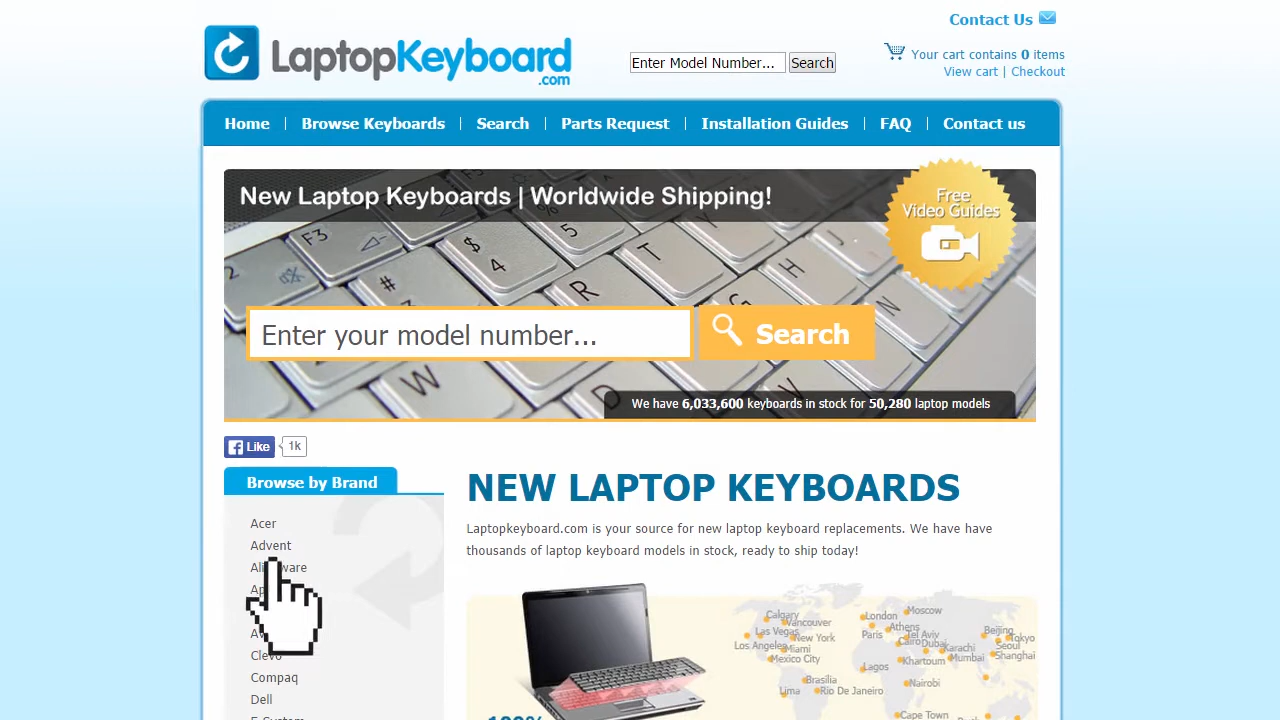 Contact Us
LaptopKeyboard
.com
Enter Model Number...
Search
Your cart contains 0 items
View cart | Checkout
Home
Browse Keyboards
Search
Parts Request
Installation Guides
FAQ
Contact us
New Laptop Keyboards | Worldwide Shipping!
Free
Video Guides
F3
5
T
$
4
H
2
#
R
G
N
Enter your model number...
Search
W
D
V
We have 6,033,600 keyboards in stock for 50,280 laptop models
Like
1k
Browse by Brand
NEW LAPTOP KEYBOARDS
Laptopkeyboard.com is your source for new laptop keyboard replacements. We have have
thousands of laptop keyboard models in stock, ready to ship today!
Acer
Advent
Compaq
Dell
Calgary
Vancouver
Las Vegas
New York
Los Angeles
Miami
Mexico City
Lima
Brasília
Rio De Janeiro
London
Moscow
Paris
Athens
Tel Aviv
Cairo
Dubai
Karachi
Lagos
Khartoum
Mumbai
Nairobi
Cape Town
Beijing
Tokyo
Seoul
Shanghai
100%